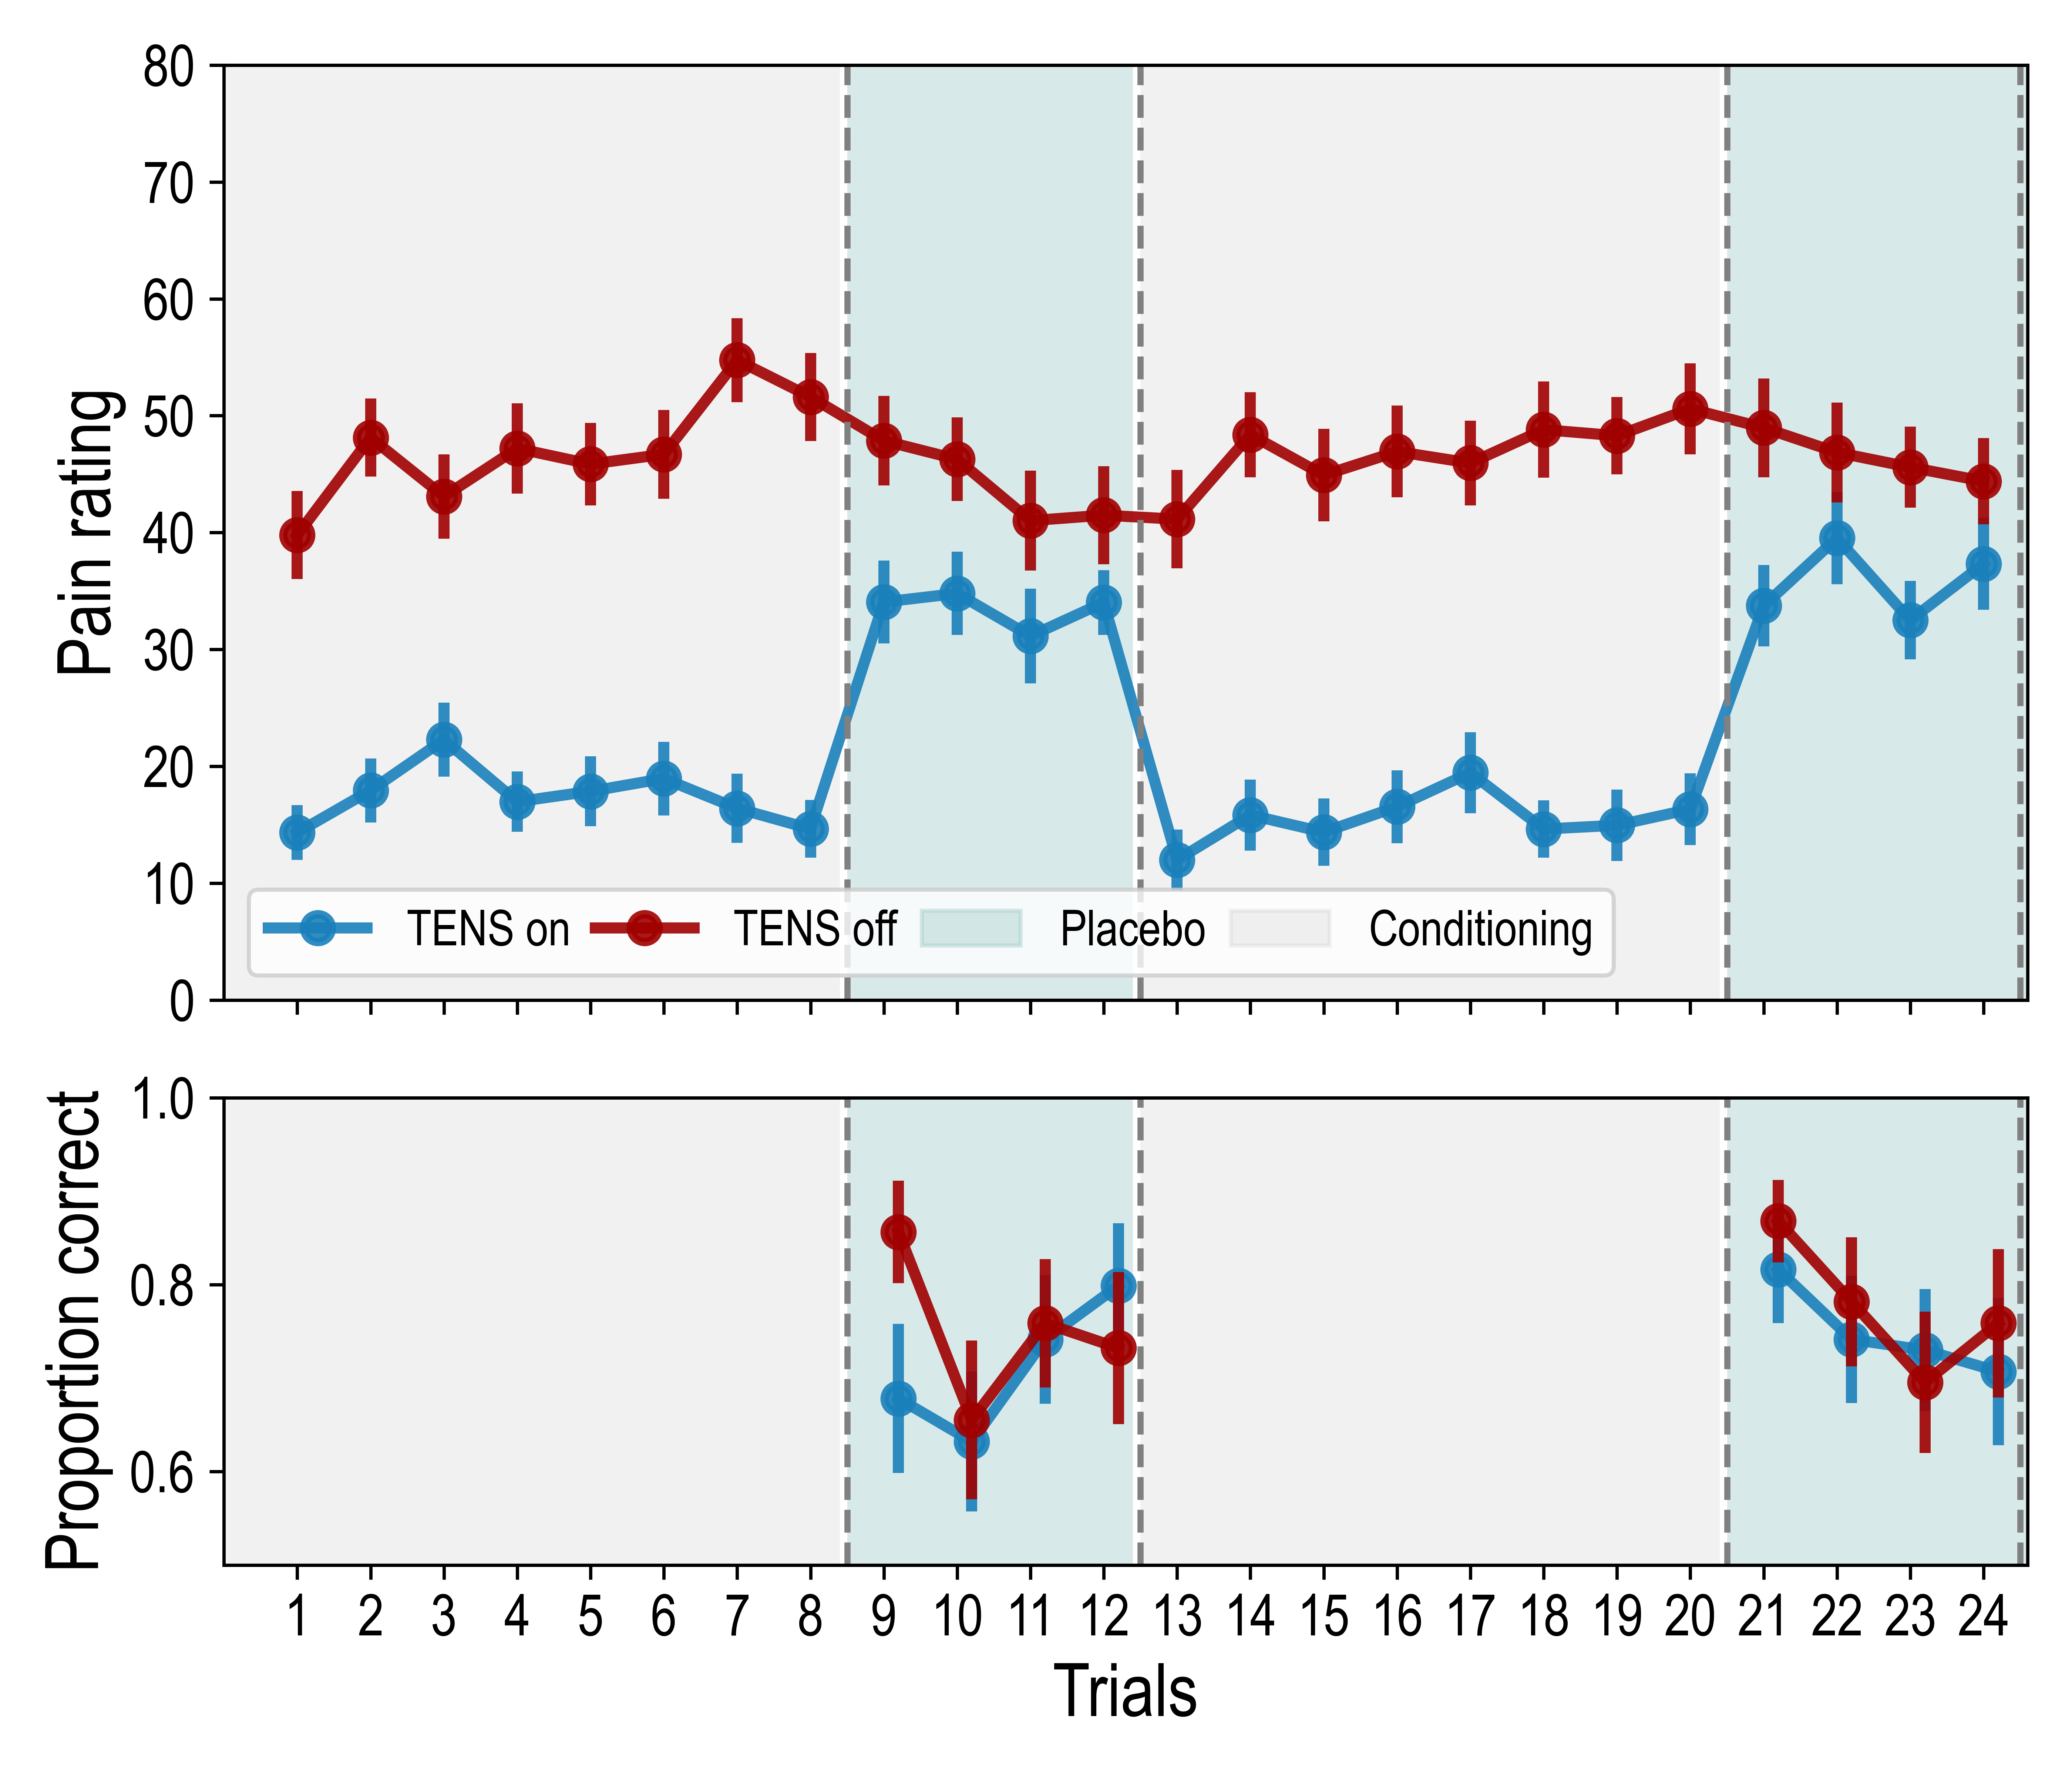 Pain rating
80
70
60
50
40
30
20
10
0
TENS on TENS off Placebo Conditioning
Proportion correct
1.0
0.8
0.6
1 2 3 4 5 6 7 8 9 10 11 12 13 14 15 16 17 18 19 20 21 22 23 24
Trials